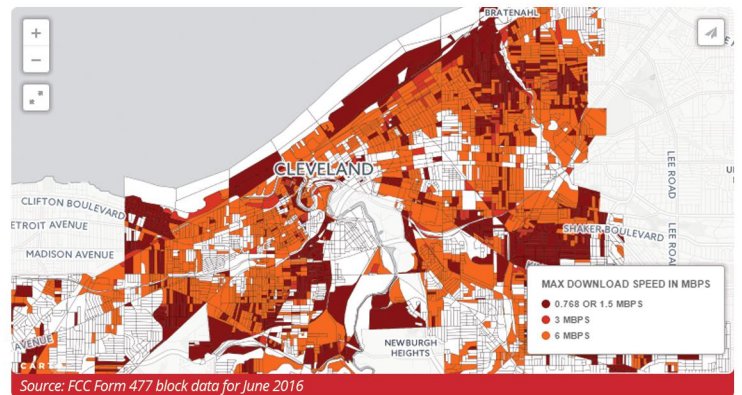 BRATENAHL
CLEVELAND
CLIFTON BOULEVARD
ETROIT AVENUE
MADISON AVENUE
AVENUE
LEE ROAD
SHAKER BOULEVARD
LEE ROA
NEWBURGH
HEIGHTS
MAX DOWNLOAD SPEED IN MBPS
0.768 OR 1.5 MBPS
3 MBPS
6 MBPS
Source: FCC Form 477 block data for June 2016